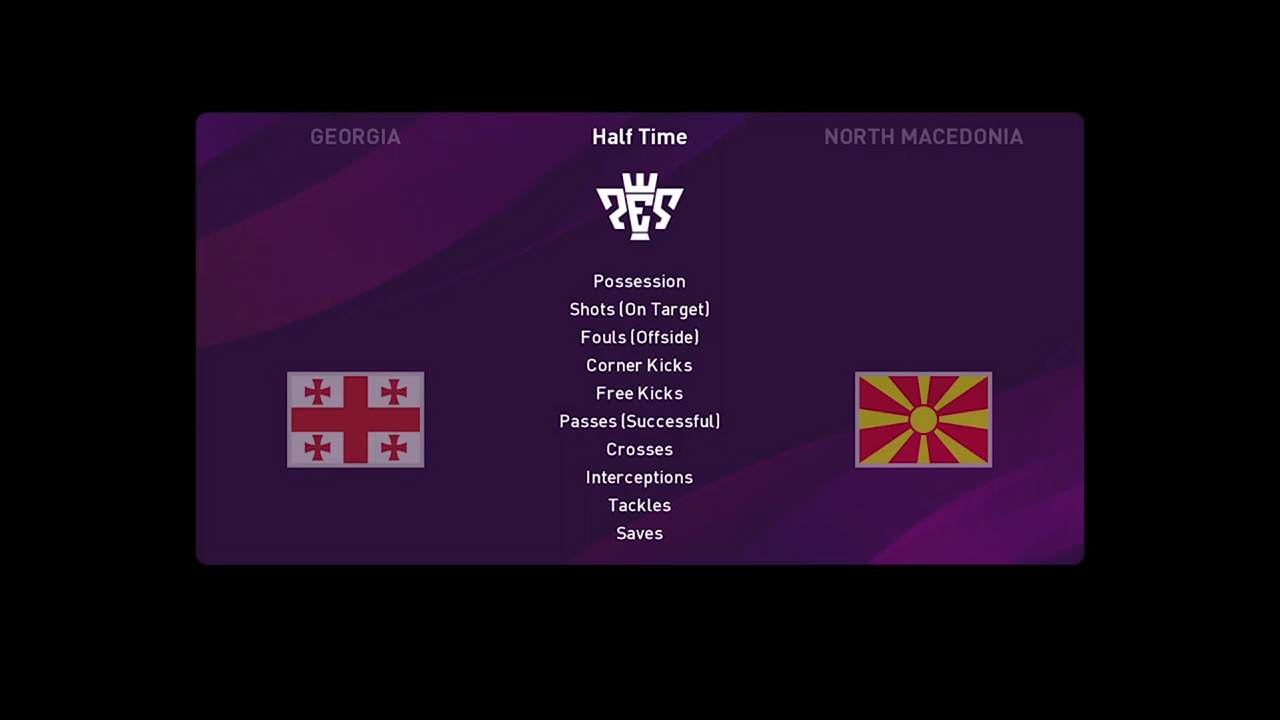 GEORGIA Half Time NORTH MACEDONIA
PES
Possession
Shots (On Target)
Fouls (Offside)
Corner Kicks
Free Kicks
Passes (Successful)
Crosses
Interceptions
Tackles
Saves